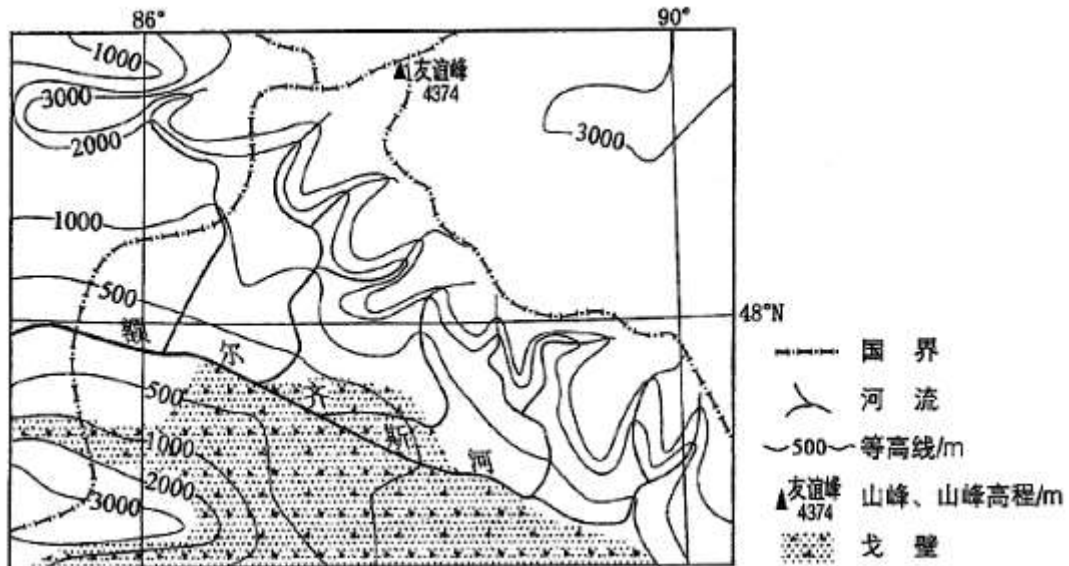 86°
90°
1000
友谊峰
4374
3000
2000
3000
1000
500
48°N
额
尔
齐
斯
河
500
1000
2000
3000
国 界
河 流
500 等高线/m
友谊峰
4374 山峰、山峰高程/m
戈 壁